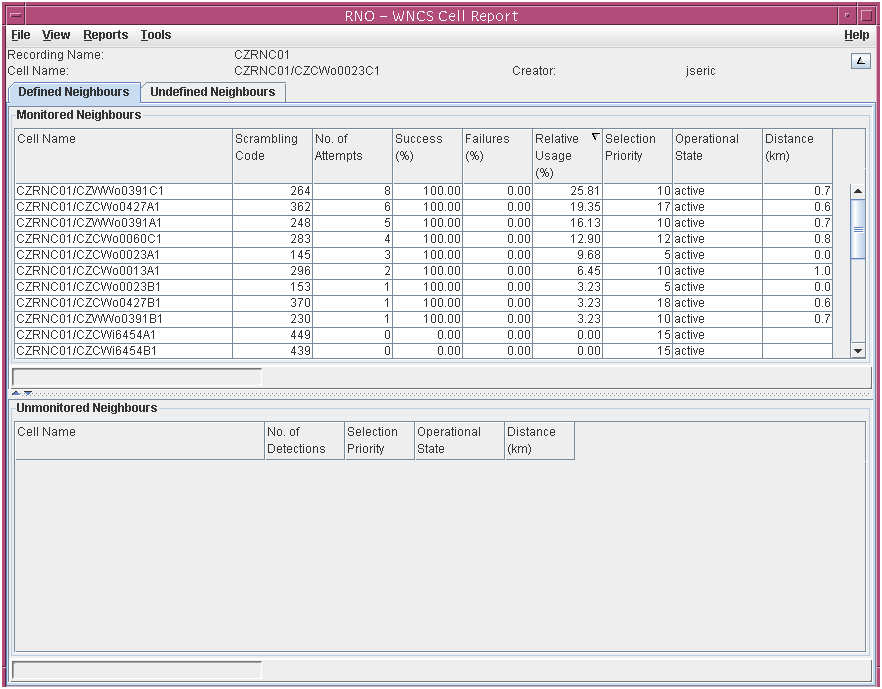 RNO – WNCS Cell Report
File View Reports Tools Help
Recording Name: CZRNC01
Cell Name: CZRNC01/CZCWo0023C1 Creator: jseric
Defined Neighbours Undefined Neighbours
Monitored Neighbours
Cell Name Scrambling Code No. of Attempts Success (%) Failures (%) Relative Usage (%) Selection Priority Operational State Distance (km)
CZRNC01/CZWWo0391C1 264 8 100.00 0.00 25.81 10 active 0.7
CZRNC01/CZCWo0427A1 362 6 100.00 0.00 19.35 17 active 0.6
CZRNC01/CZWWo0391A1 248 5 100.00 0.00 16.13 10 active 0.7
CZRNC01/CZCWo0060C1 283 4 100.00 0.00 12.90 12 active 0.8
CZRNC01/CZCWo0023A1 145 3 100.00 0.00 9.68 5 active 0.0
CZRNC01/CZCWo0013A1 296 2 100.00 0.00 6.45 10 active 1.0
CZRNC01/CZCWo0023B1 153 1 100.00 0.00 3.23 5 active 0.0
CZRNC01/CZCWo0427B1 370 1 100.00 0.00 3.23 18 active 0.6
CZRNC01/CZWWo0391B1 230 1 100.00 0.00 3.23 10 active 0.7
CZRNC01/CZCWi6454A1 449 0 0.00 0.00 0.00 15 active
CZRNC01/CZCWi6454B1 439 0 0.00 0.00 0.00 15 active
Unmonitored Neighbours
Cell Name No. of Detections Selection Priority Operational State Distance (km)